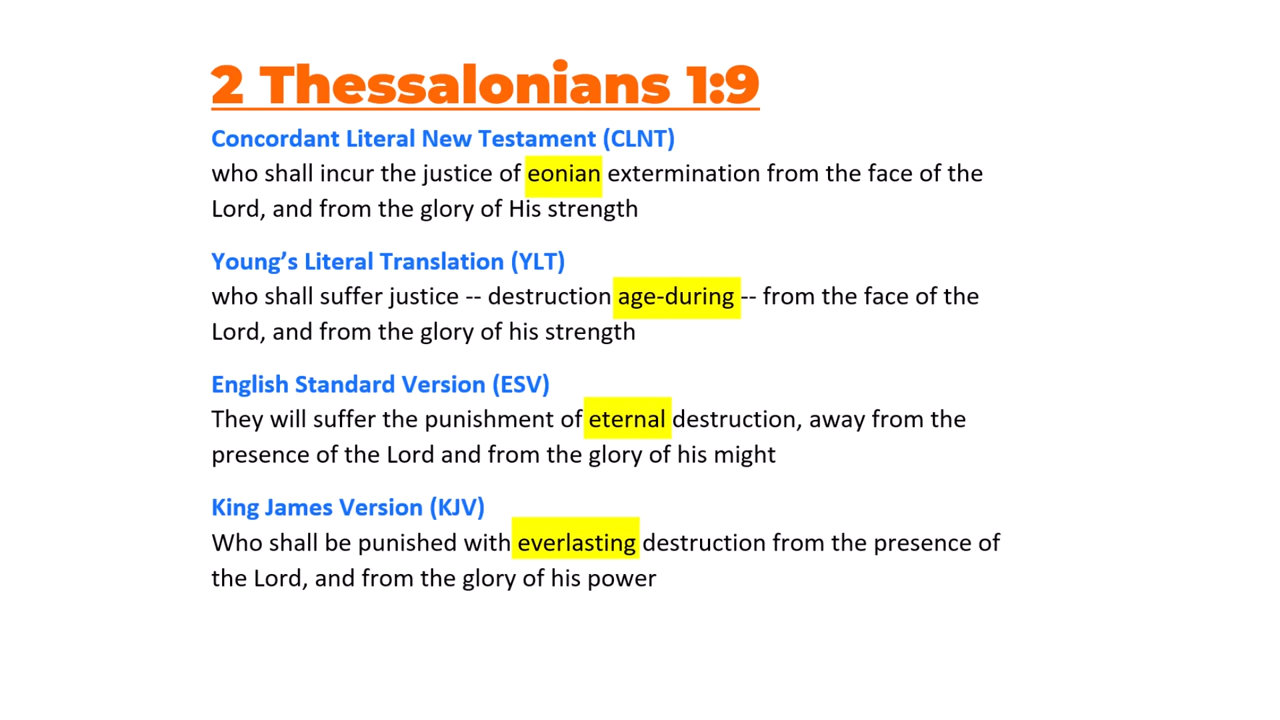 2 Thessalonians 1:9
Concordant Literal New Testament (CLNT)
who shall incur the justice of eonian extermination from the face of the
Lord, and from the glory of His strength
Young’s Literal Translation (YLT)
who shall suffer justice -- destruction age-during -- from the face of the
Lord, and from the glory of his strength
English Standard Version (ESV)
They will suffer the punishment of eternal destruction, away from the
presence of the Lord and from the glory of his might
King James Version (KJV)
Who shall be punished with everlasting destruction from the presence of
the Lord, and from the glory of his power